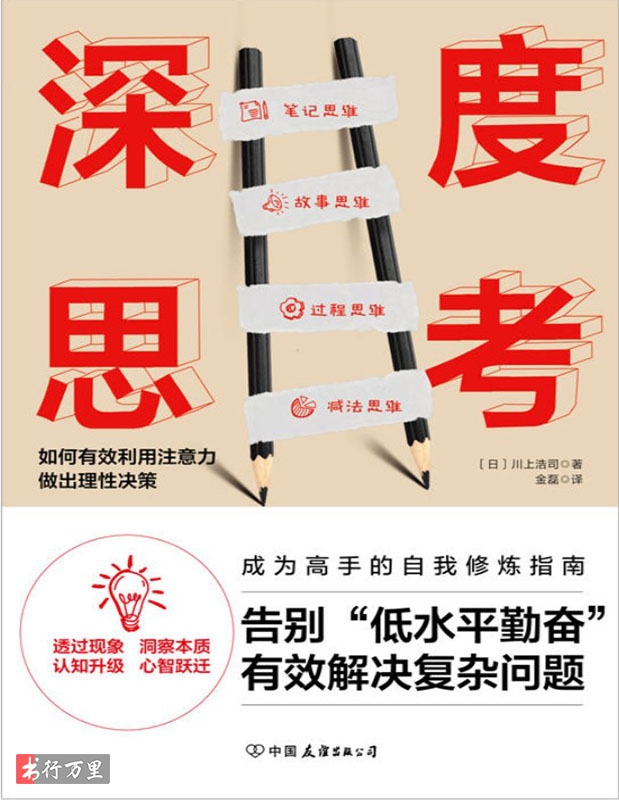 深度
思考
笔记思维
故事思维
过程思维
减法思维
如何有效利用注意力
做出理性决策
[日]川上浩司◎著
金磊◎译
成为高手的自我修炼指南
告别“低水平勤奋”
有效解决复杂问题
透过现象 洞察本质
认知升级 心智跃迁
中国友谊出版公司
书行万里